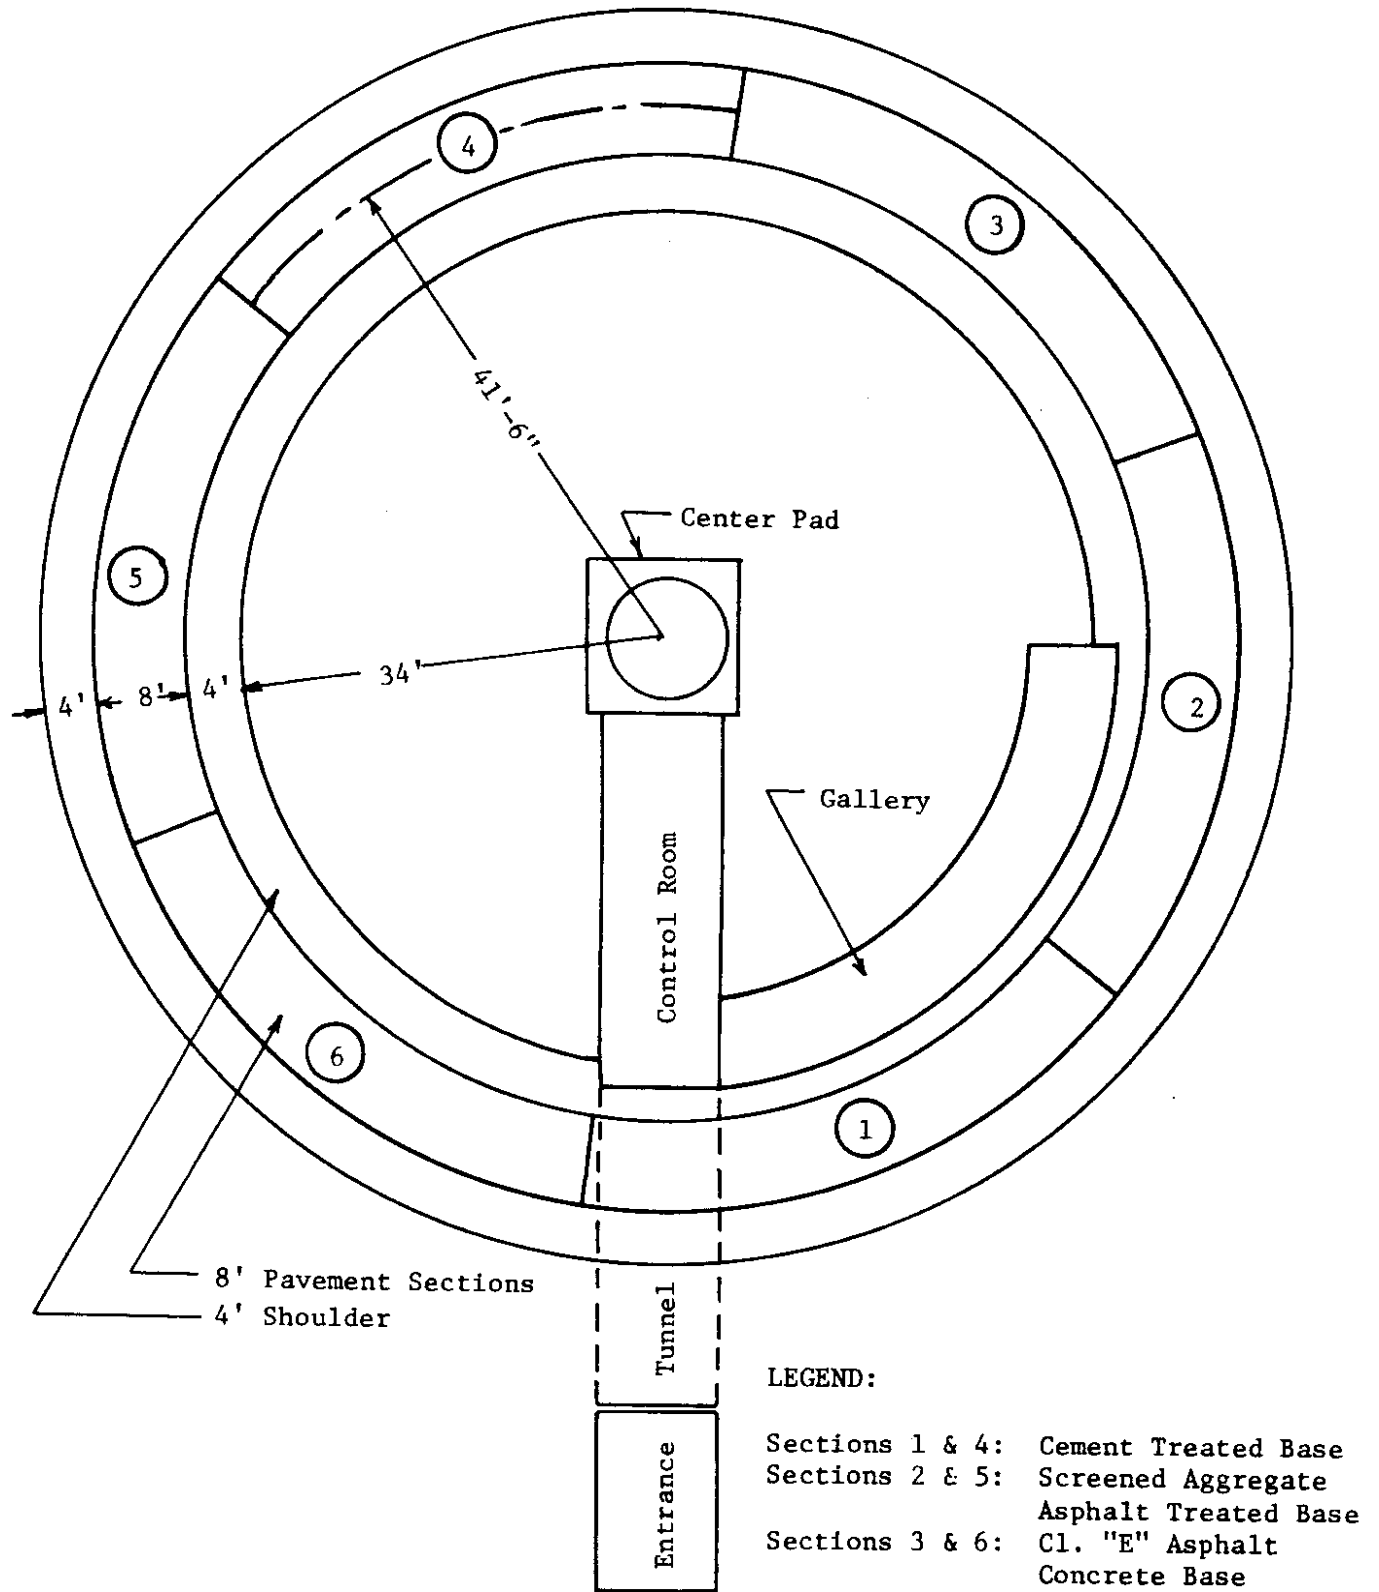 4
3
41'-6"
Center Pad
5
34'
4' 8' 4'
2
Gallery
Control Room
6
1
8' Pavement Sections
4' Shoulder
Tunnel
Entrance
LEGEND:
Sections 1 & 4: Cement Treated Base
Sections 2 & 5: Screened Aggregate
Asphalt Treated Base
Sections 3 & 6: Cl. "E" Asphalt
Concrete Base